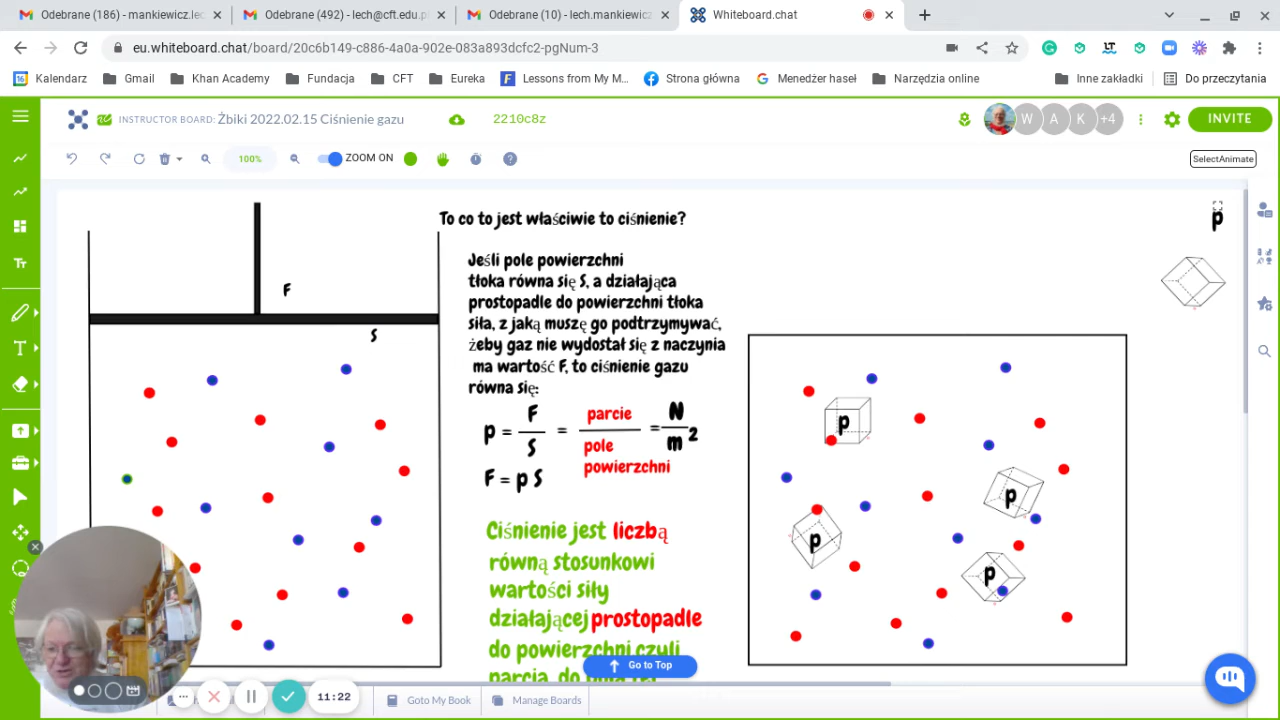 Odebrane (186) - mankiewicz.lec
Odebrane (492) - lech@cft.edu.p
Odebrane (10) - lech.mankiewicz
Whiteboard.chat
eu.whiteboard.chat/board/20c6b149-c886-4a0a-902e-083a893dcfc2-pgNum-3
Kalendarz
Gmail
Khan Academy
Fundacja
CFT
Eureka
Lessons from My M...
Strona główna
Menedżer haseł
Narzędzia online
Inne zakładki
Do przeczytania
INSTRUCTOR BOARD: Żbiki 2022.02.15 Ciśnienie gazu
2210c8z
W
A
K
+4
INVITE
100%
ZOOM ON
SelectAnimate
To co to jest właściwie to ciśnienie?
p
F
S
Jeśli pole powierzchni
tłoka równa się S, a działająca
prostopadle do powierzchni tłoka
siła, z jaką muszę go podtrzymywać,
żeby gaz nie wydostał się z naczynia
ma wartość F, to ciśnienie gazu
równa się:
p = F / S = parcie / pole powierzchni = N / m 2
F = p S
Ciśnienie jest liczbą
równą stosunkowi
wartości siły
działającej prostopadle
do powierzchni czyli
parcia, do pola tej
p
p
p
p
Go to Top
11:22
Goto My Book
Manage Boards